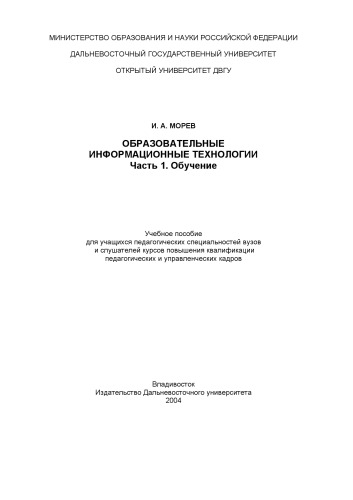 МИНИСТЕРСТВО ОБРАЗОВАНИЯ И НАУКИ РОССИЙСКОЙ ФЕДЕРАЦИИ
ДАЛЬНЕВОСТОЧНЫЙ ГОСУДАРСТВЕННЫЙ УНИВЕРСИТЕТ
ОТКРЫТЫЙ УНИВЕРСИТЕТ ДВГУ
И. А. МОРЕВ
ОБРАЗОВАТЕЛЬНЫЕ
ИНФОРМАЦИОННЫЕ ТЕХНОЛОГИИ
Часть 1. Обучение
Учебное пособие
для учащихся педагогических специальностей вузов
и слушателей курсов повышения квалификации
педагогических и управленческих кадров
Владивосток
Издательство Дальневосточного университета
2004